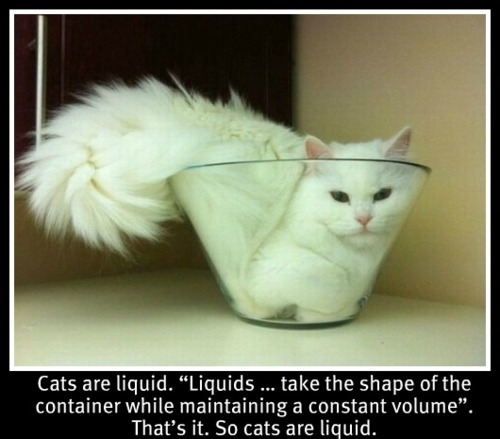 Cats are liquid. “Liquids ... take the shape of the
container while maintaining a constant volume”.
That’s it. So cats are liquid.